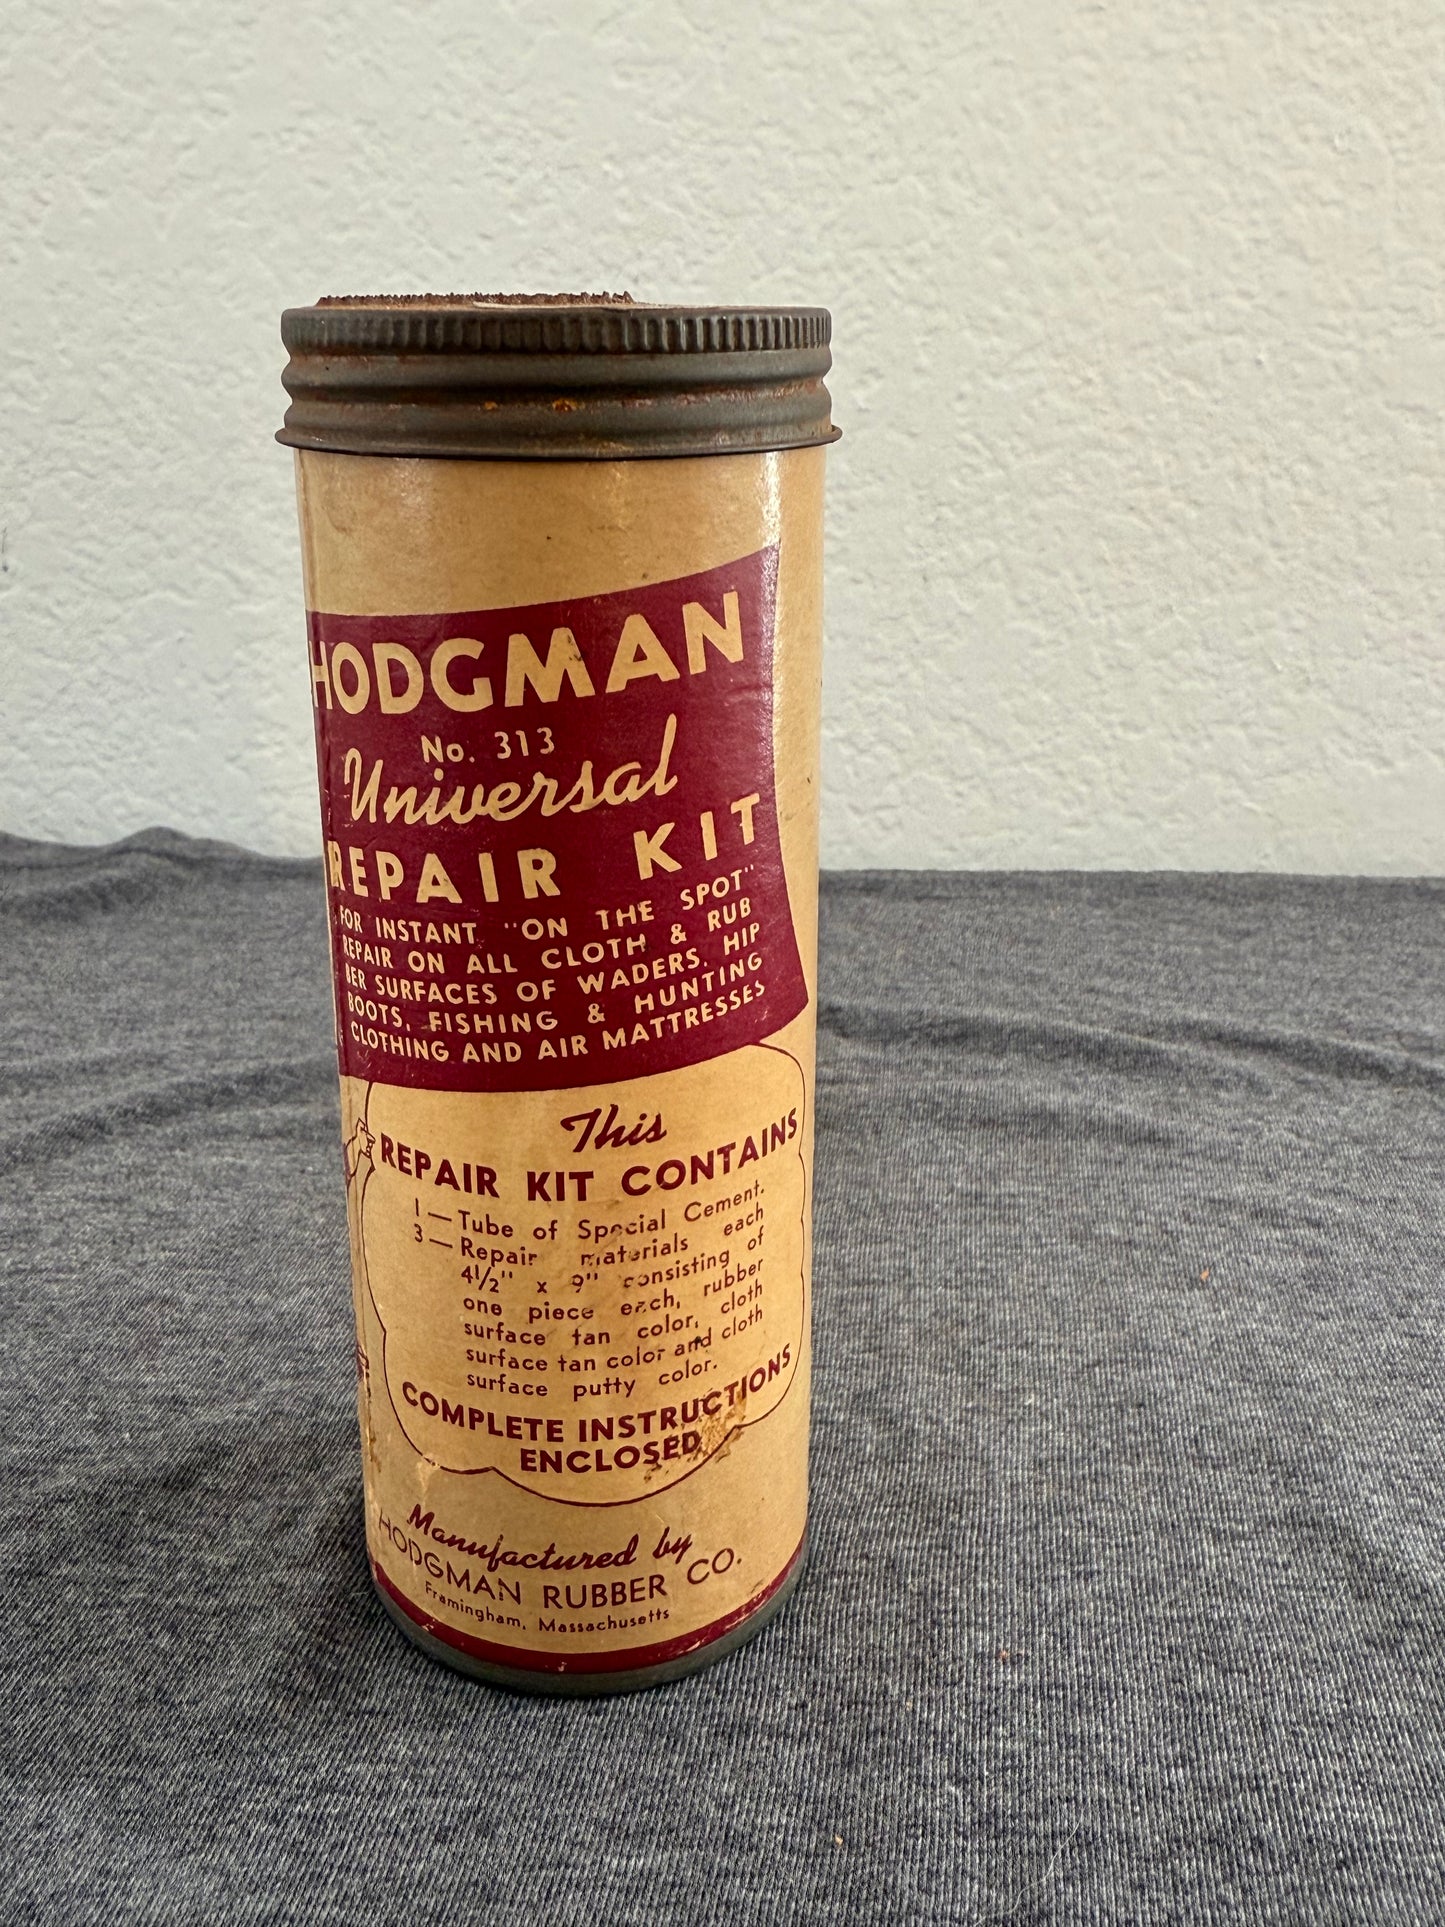 HODGMAN
No. 313
Universal
REPAIR KIT
FOR INSTANT "ON THE SPOT"
REPAIR ON ALL CLOTH & RUB
BER SURFACES OF WADERS, HIP
BOOTS, FISHING & HUNTING
CLOTHING AND AIR MATTRESSES
This
REPAIR KIT CONTAINS
1 — Tube of Special Cement.
3 — Repair materials each
4½" x 9" consisting of
one piece each, rubber
surface tan color, cloth
surface tan color and cloth
surface putty color.
COMPLETE INSTRUCTIONS
ENCLOSED
Manufactured by
HODGMAN RUBBER CO.
Framingham, Massachusetts